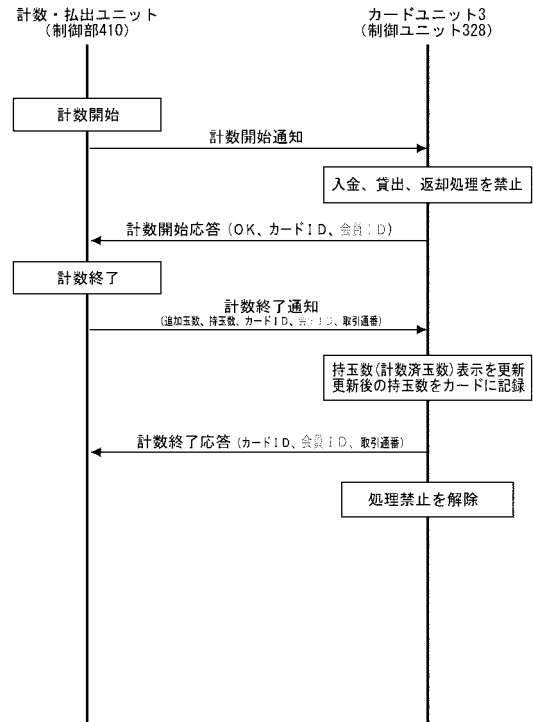 計数・払出ユニット
(制御部410)
カードユニット3
(制御ユニット328)
計数開始
計数開始通知
入金、貸出、返却処理を禁止
計数開始応答 (OK、カードID、会員ID)
計数終了
計数終了通知
(追加玉数、持玉数、カードID、会員ID、取引通番)
持玉数(計数済玉数)表示を更新
更新後の持玉数をカードに記録
計数終了応答 (カードID、会員ID、取引通番)
処理禁止を解除